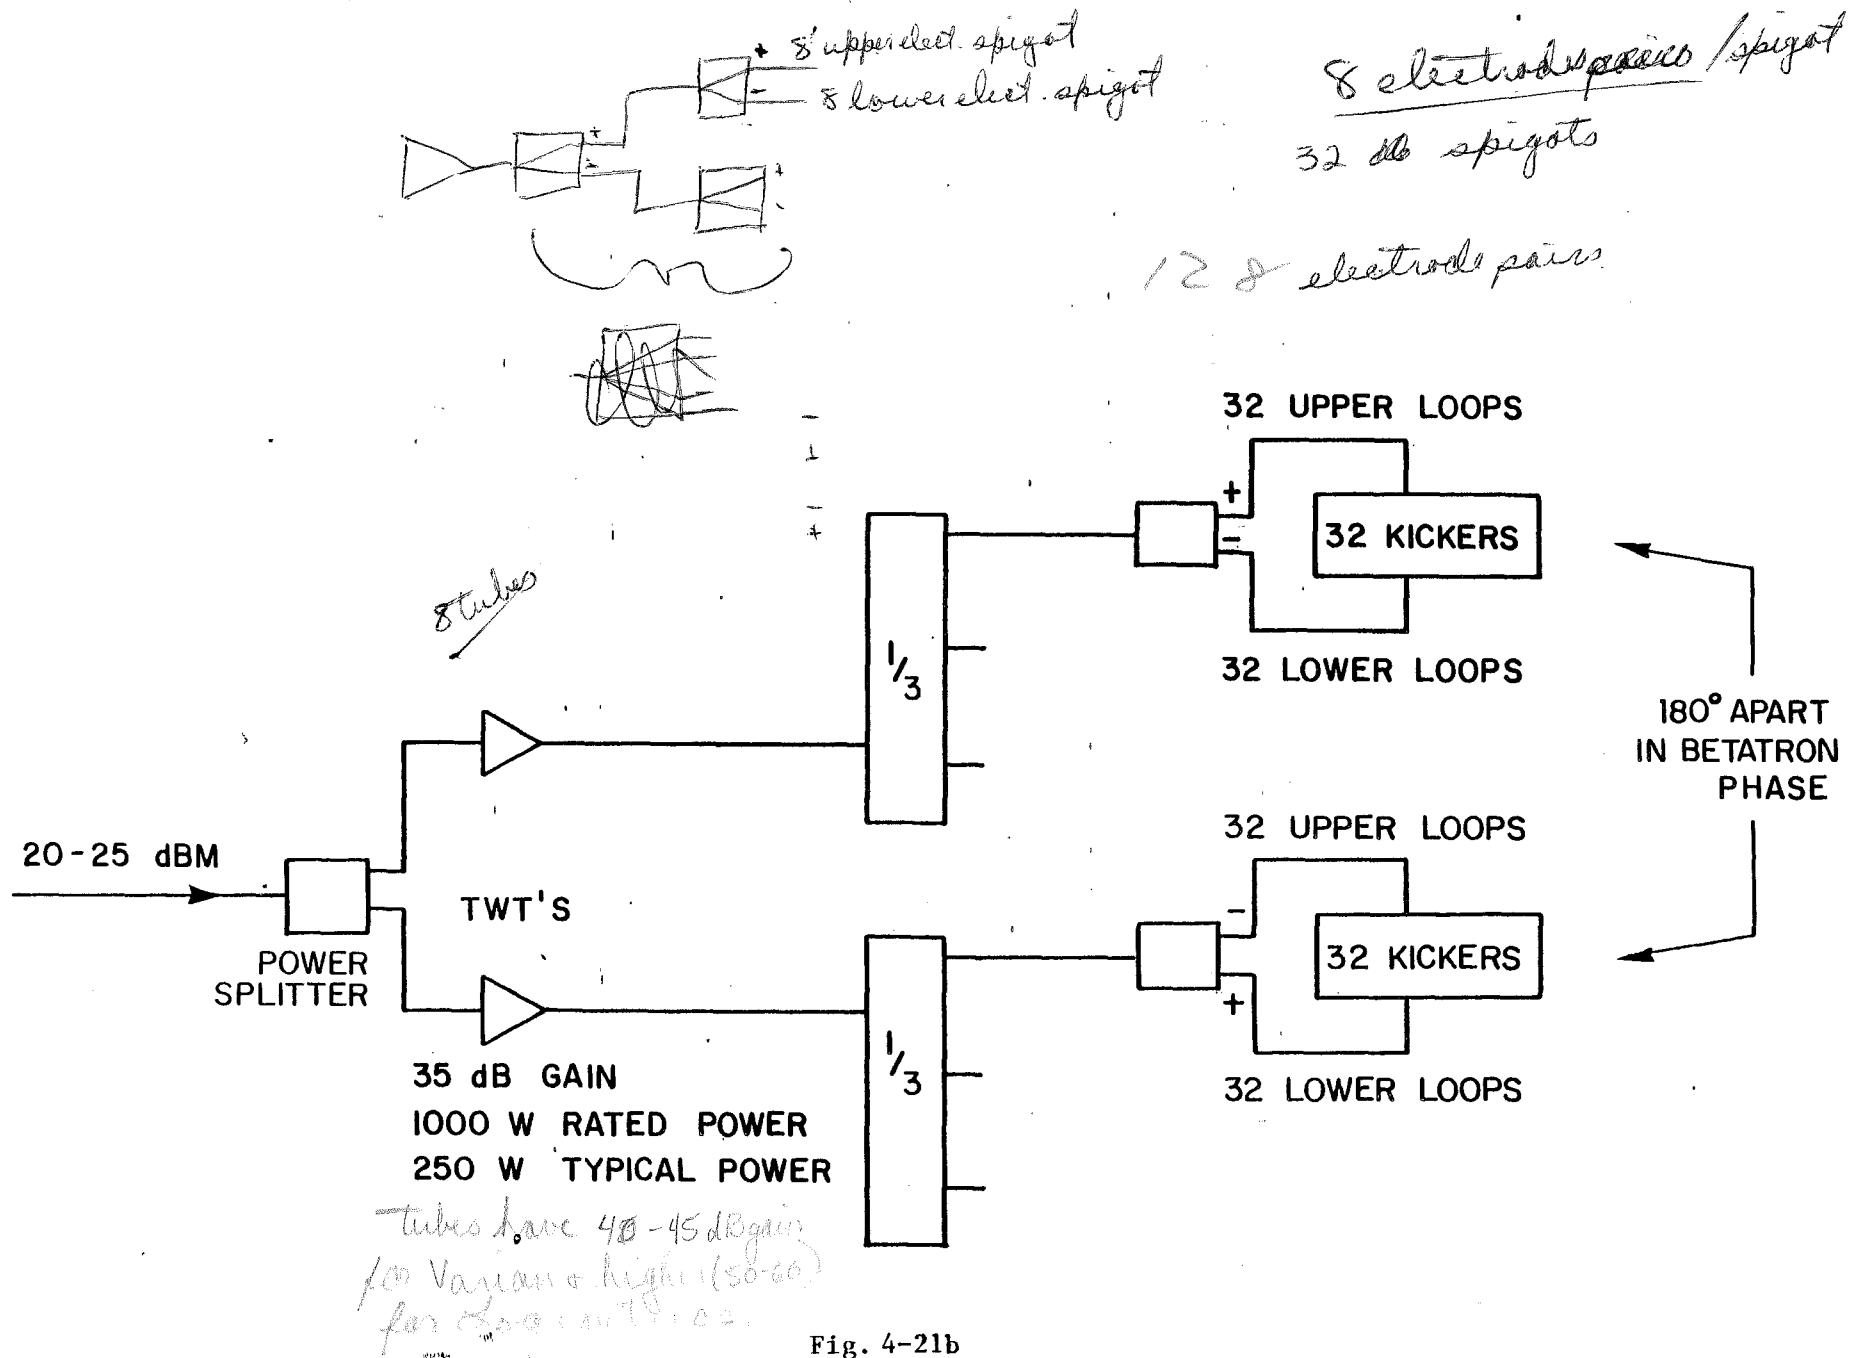 + 8 upper elect. spigot
- 8 lower elect. spigot
8 electrode pairs / spigot
32 spigots
128 electrode pairs
+
+
+
-
32 UPPER LOOPS
+
-
32 KICKERS
32 LOWER LOOPS
8 tubes
1/3
180° APART
IN BETATRON
PHASE
20-25 dBM
POWER
SPLITTER
TWT'S
32 UPPER LOOPS
-
+
32 KICKERS
32 LOWER LOOPS
1/3
35 dB GAIN
1000 W RATED POWER
250 W TYPICAL POWER
tubes have 40-45 dB gain
for Varian & higher (50-60)
for
Fig. 4-21b